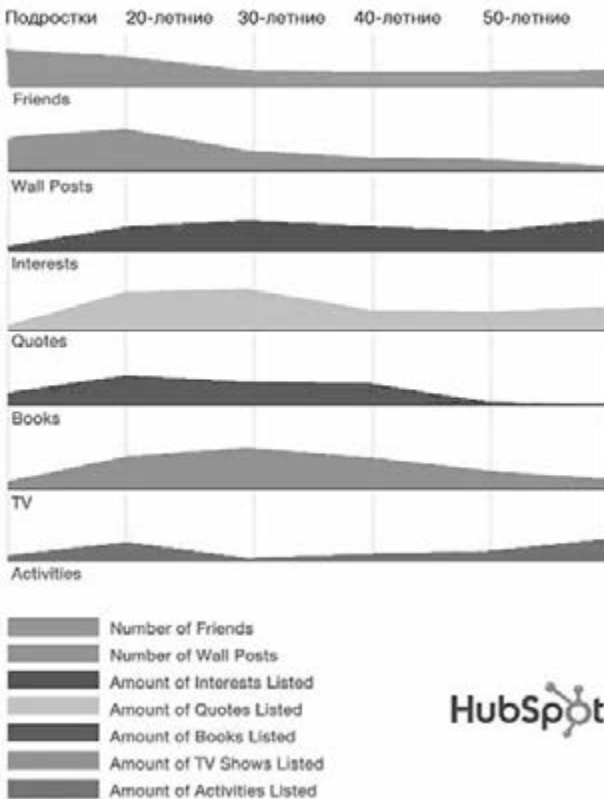 Подростки 20-летние 30-летние 40-летние 50-летние
Friends
Wall Posts
Interests
Quotes
Books
TV
Activities
Number of Friends
Number of Wall Posts
Amount of Interests Listed
Amount of Quotes Listed
Amount of Books Listed
Amount of TV Shows Listed
Amount of Activities Listed
HubSpot